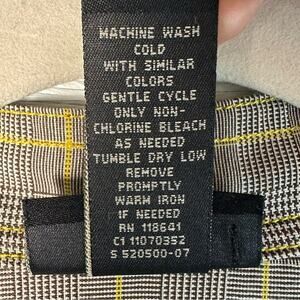 MACHINE WASH
COLD
WITH SIMILAR
COLORS
GENTLE CYCLE
ONLY NON-
CHLORINE BLEACH
AS NEEDED
TUMBLE DRY LOW
REMOVE
PROMPTLY
WARM IRON
IF NEEDED
RN 118641
C1 11070352
S 520500-07